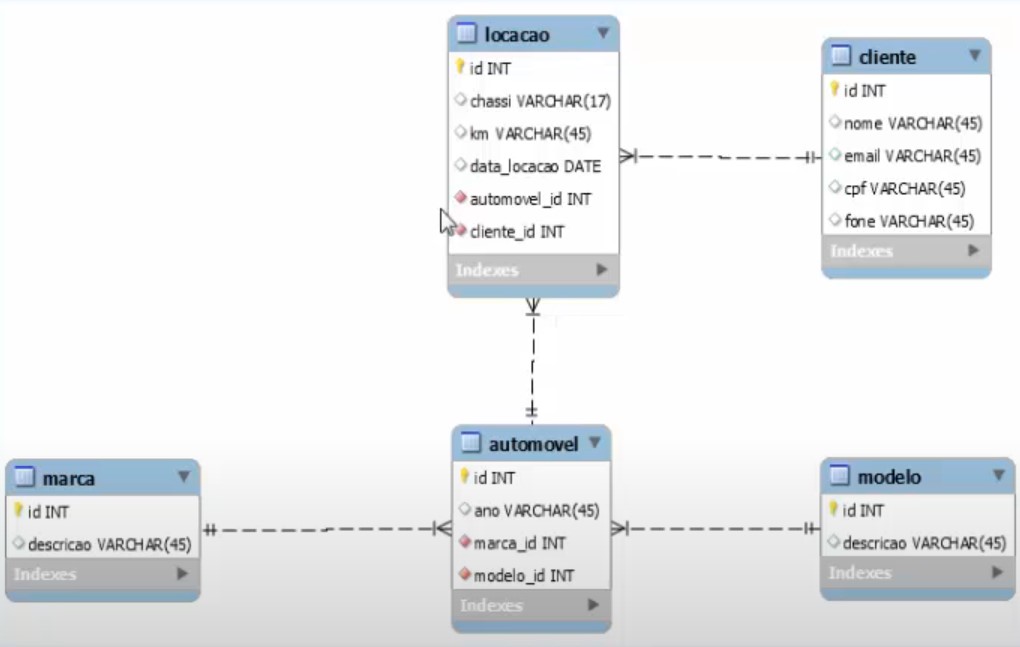 locacao
id INT
chassi VARCHAR(17)
km VARCHAR(45)
data_locacao DATE
automovel_id INT
cliente_id INT
Indexes
cliente
id INT
nome VARCHAR(45)
email VARCHAR(45)
cpf VARCHAR(45)
fone VARCHAR(45)
Indexes
marca
id INT
descricao VARCHAR(45)
Indexes
automovel
id INT
ano VARCHAR(45)
marca_id INT
modelo_id INT
Indexes
modelo
id INT
descricao VARCHAR(45)
Indexes